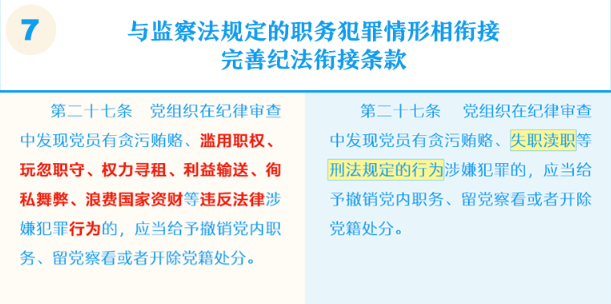 7
与监察法规定的职务犯罪情形相衔接
完善纪法衔接条款
第二十七条　党组织在纪律审查
中发现党员有贪污贿赂、滥用职权、
玩忽职守、权力寻租、利益输送、徇
私舞弊、浪费国家资财等违反法律涉
嫌犯罪行为的，应当给予撤销党内职
务、留党察看或者开除党籍处分。
第二十七条　党组织在纪律审查
中发现党员有贪污贿赂、失职渎职等
刑法规定的行为涉嫌犯罪的，应当给
予撤销党内职务、留党察看或者开除
党籍处分。